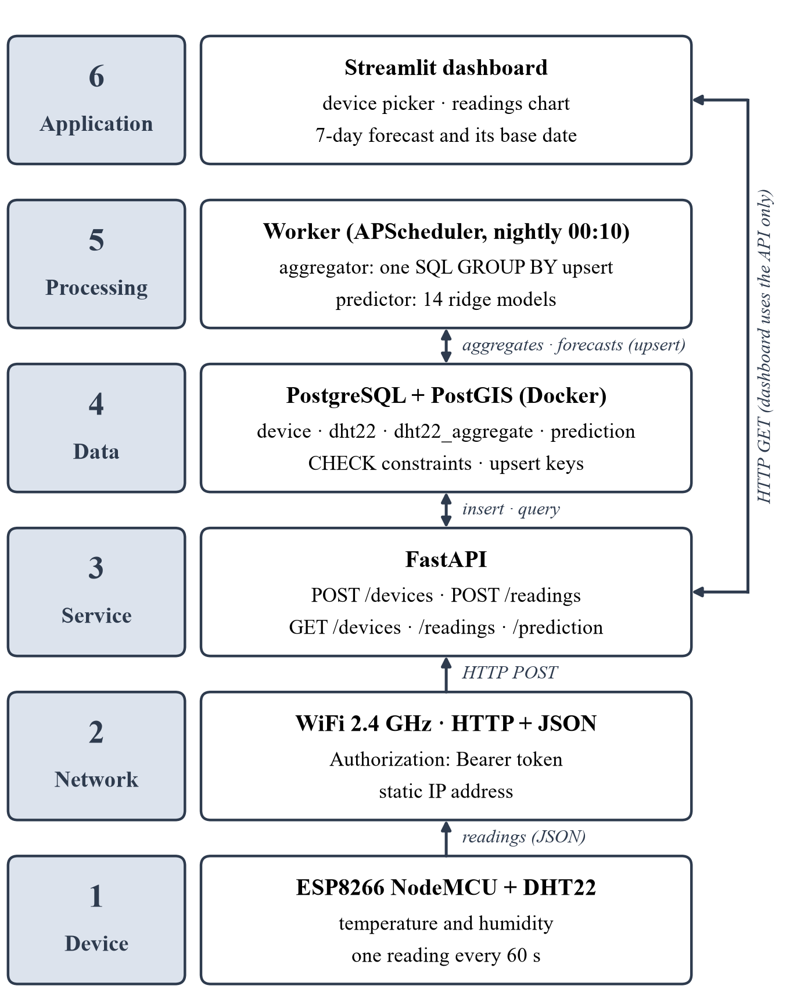 6
Application
Streamlit dashboard
device picker · readings chart
7-day forecast and its base date
5
Processing
Worker (APScheduler, nightly 00:10)
aggregator: one SQL GROUP BY upsert
predictor: 14 ridge models
aggregates · forecasts (upsert)
4
Data
PostgreSQL + PostGIS (Docker)
device · dht22 · dht22_aggregate · prediction
CHECK constraints · upsert keys
insert · query
3
Service
FastAPI
POST /devices · POST /readings
GET /devices · /readings · /prediction
HTTP POST
2
Network
WiFi 2.4 GHz · HTTP + JSON
Authorization: Bearer token
static IP address
readings (JSON)
1
Device
ESP8266 NodeMCU + DHT22
temperature and humidity
one reading every 60 s
HTTP GET (dashboard uses the API only)